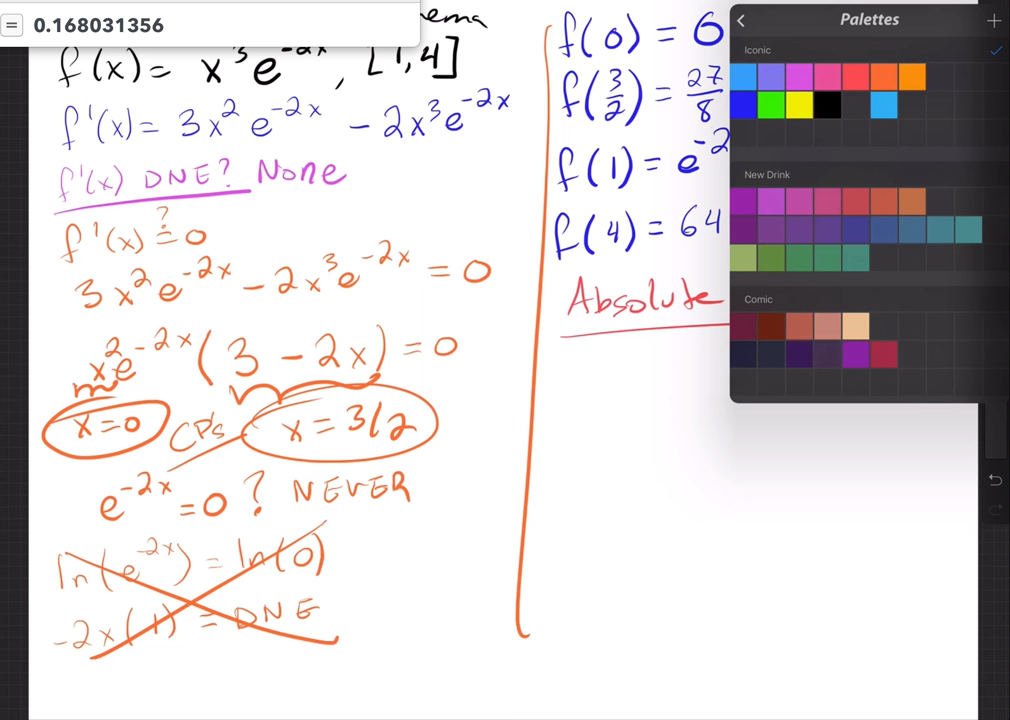 = 0.168031356
f(x) = x³e⁻²ˣ, [1,4]
f'(x) = 3x² e⁻²ˣ - 2x³e⁻²ˣ
f'(x) DNE? None
f'(x) ≟ 0
3x²e⁻²ˣ - 2x³e⁻²ˣ = 0
x²e⁻²ˣ(3 - 2x) = 0
x=0 CP's x = 3/2
e⁻²ˣ = 0 ? NEVER
ln(e⁻²ˣ) = ln(0)
-2x(1) = DNE
f(0) = 0
f(3/2) = 27/8
f(1) = e⁻²
f(4) = 64
Absolute
Palettes
Iconic
New Drink
Comic